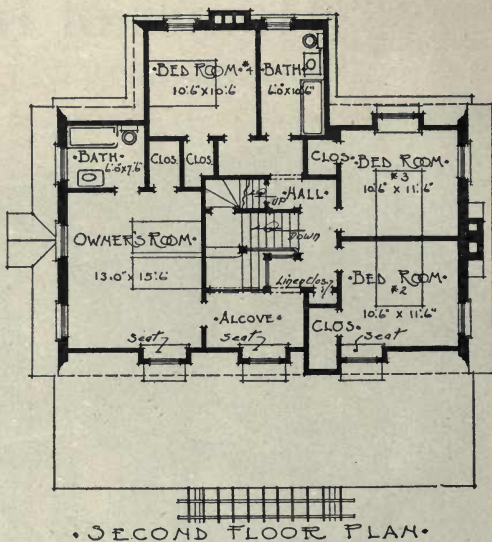 ·BED ROOM·#4
10'·6"x10'·6
·BATH·
6'·0"x10'·6"
·BATH·
6'·0"x7'·6"
CLOS.
CLOS.
CLOS.
BED ROOM·
#3
10'·6" x 11'·6"
·HALL·
UP
DOWN
OWNER'S ROOM·
13'.0" x 15'·6"
Linen Clos.
BED ROOM·
#2
10'·6" x 11'·6"
·ALCOVE·
CLOS.
seat
seat
seat
·SECOND FLOOR PLAN·